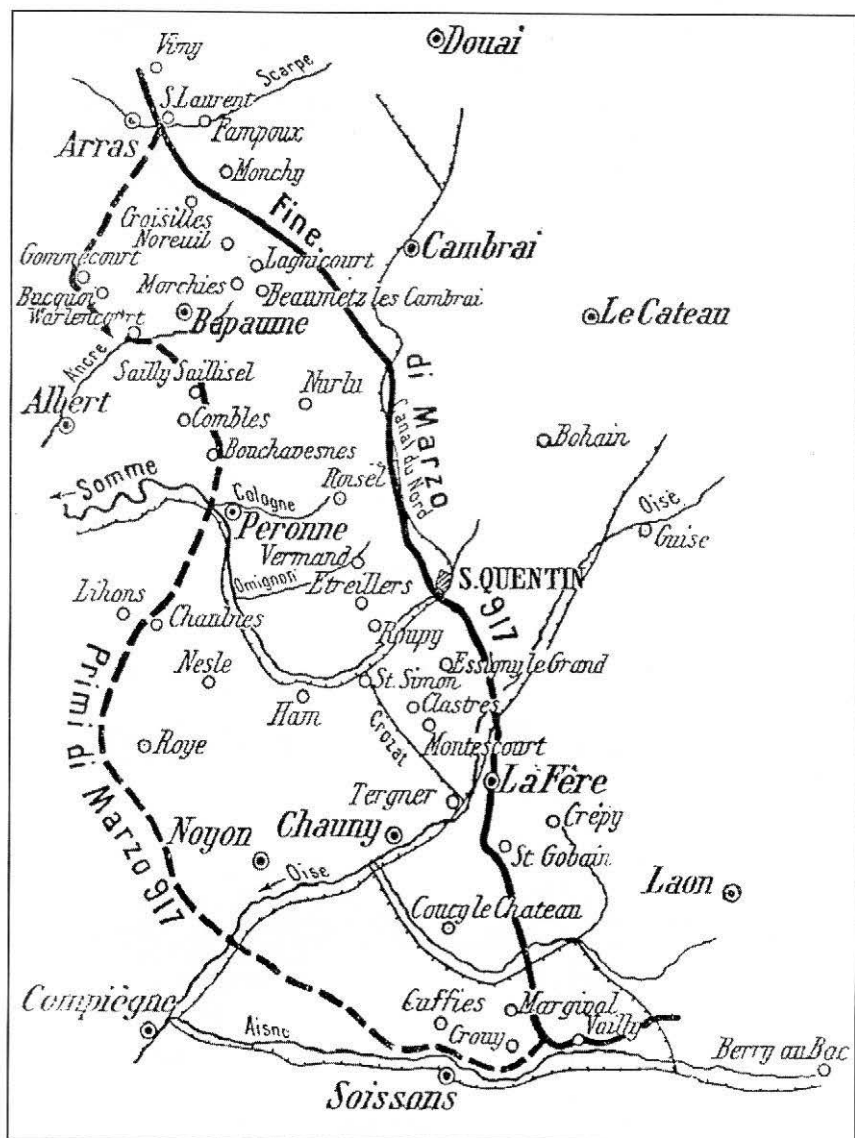 Douai
Vimy
Scarpe
S. Laurent
Arras
Fampoux
Monchy
Fine.
Croisilles
Noreuil
Cambrai
Gommecourt
Lagnicourt
Morchies
Bucquoi
Beaumetz les Cambrai
Warlencourt
Bapaume
Le Cateau
Ancre
Sailly Saillisel
di Marzo
Albert
Nurlu
Combles
Canal du Nord
Bohain
Bouchavesnes
Somme
Roisel
Cologne
Oise
Peronne
Guise
Vermand
S. QUENTIN
Omignon
Etreillers
Lihons
917
Chaulnes
Roupy
Essigny le Grand
Nesle
St. Simon
Ham
Clastres
Primi di Marzo 917
Crozat
Montescourt
Roye
La Fère
Tergner
Crépy
Chauny
Noyon
St Gobain
Oise
Laon
Coucy le Chateau
Compiègne
Cuffies
Marginal
Aisne
Crouy
Vailly
Berry au Bac
Soissons